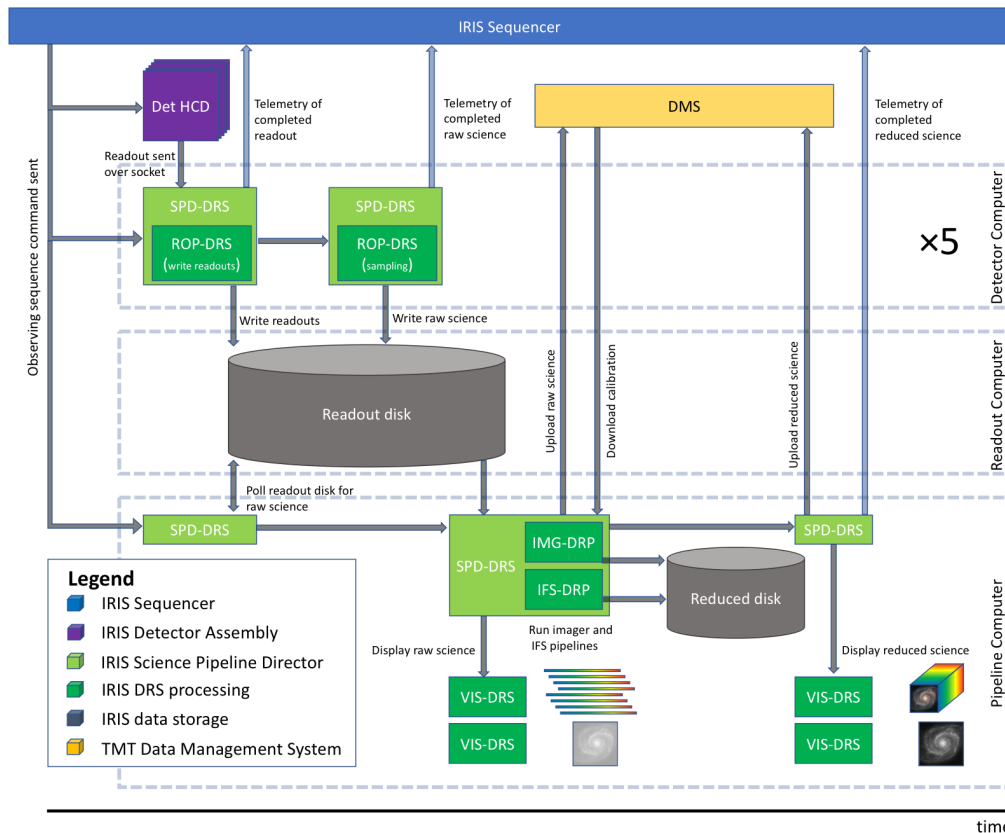 IRIS Sequencer
Det HCD
Telemetry of
completed
readout
Telemetry of
completed
raw science
DMS
Telemetry of
completed
reduced science
Readout sent
over socket
Observing sequence command sent
SPD-DRS
ROP-DRS
(write readouts)
SPD-DRS
ROP-DRS
(sampling)
×5
Detector Computer
Write readouts
Write raw science
Readout disk
Upload raw science
Download calibration
Upload reduced science
Readout Computer
Poll readout disk for
raw science
SPD-DRS
SPD-DRS
IMG-DRP
IFS-DRP
SPD-DRS
Reduced disk
Run imager and
IFS pipelines
Display raw science
Display reduced science
VIS-DRS
VIS-DRS
VIS-DRS
VIS-DRS
Pipeline Computer
Legend
IRIS Sequencer
IRIS Detector Assembly
IRIS Science Pipeline Director
IRIS DRS processing
IRIS data storage
TMT Data Management System
time